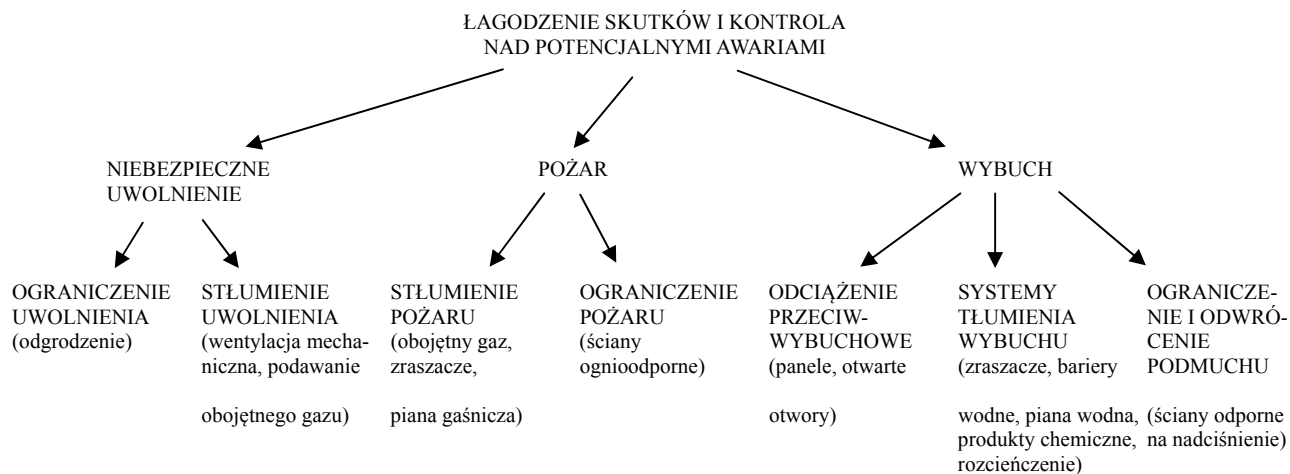 ŁAGODZENIE SKUTKÓW I KONTROLA
NAD POTENCJALNYMI AWARIAMI
NIEBEZPIECZNE
UWOLNIENIE
POŻAR
WYBUCH
OGRANICZENIE
UWOLNIENIA
(odgrodzenie)
STŁUMIENIE
UWOLNIENIA
(wentylacja mecha-
niczna, podawanie
obojętnego gazu)
STŁUMIENIE
POŻARU
(obojętny gaz,
zraszacze,
piana gaśnicza)
OGRANICZENIE
POŻARU
(ściany
ognioodporne)
ODCIĄŻENIE
PRZECIW-
WYBUCHOWE
(panele, otwarte
otwory)
SYSTEMY
TŁUMIENIA
WYBUCHU
(zraszacze, bariery
wodne, piana wodna,
produkty chemiczne,
rozcieńczenie)
OGRANICZE-
NIE I ODWRÓ-
CENIE
PODMUCHU
(ściany odporne
na nadciśnienie)